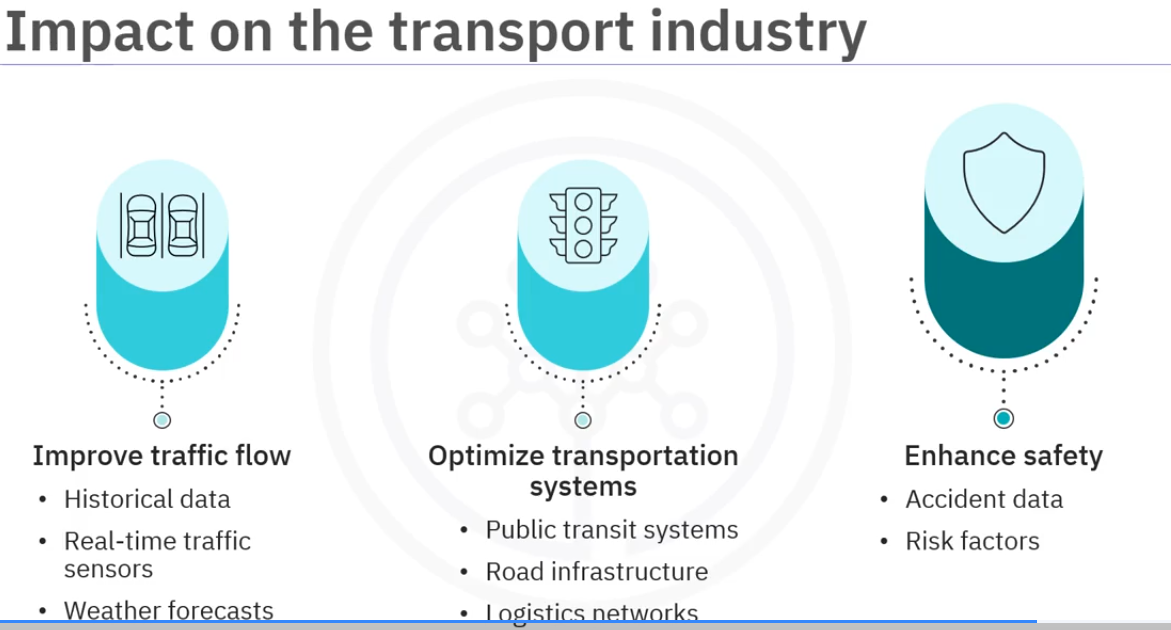 Impact on the transport industry
Improve traffic flow
• Historical data
• Real-time traffic
sensors
• Weather forecasts
Optimize transportation
systems
• Public transit systems
• Road infrastructure
• Logistics networks
Enhance safety
• Accident data
• Risk factors